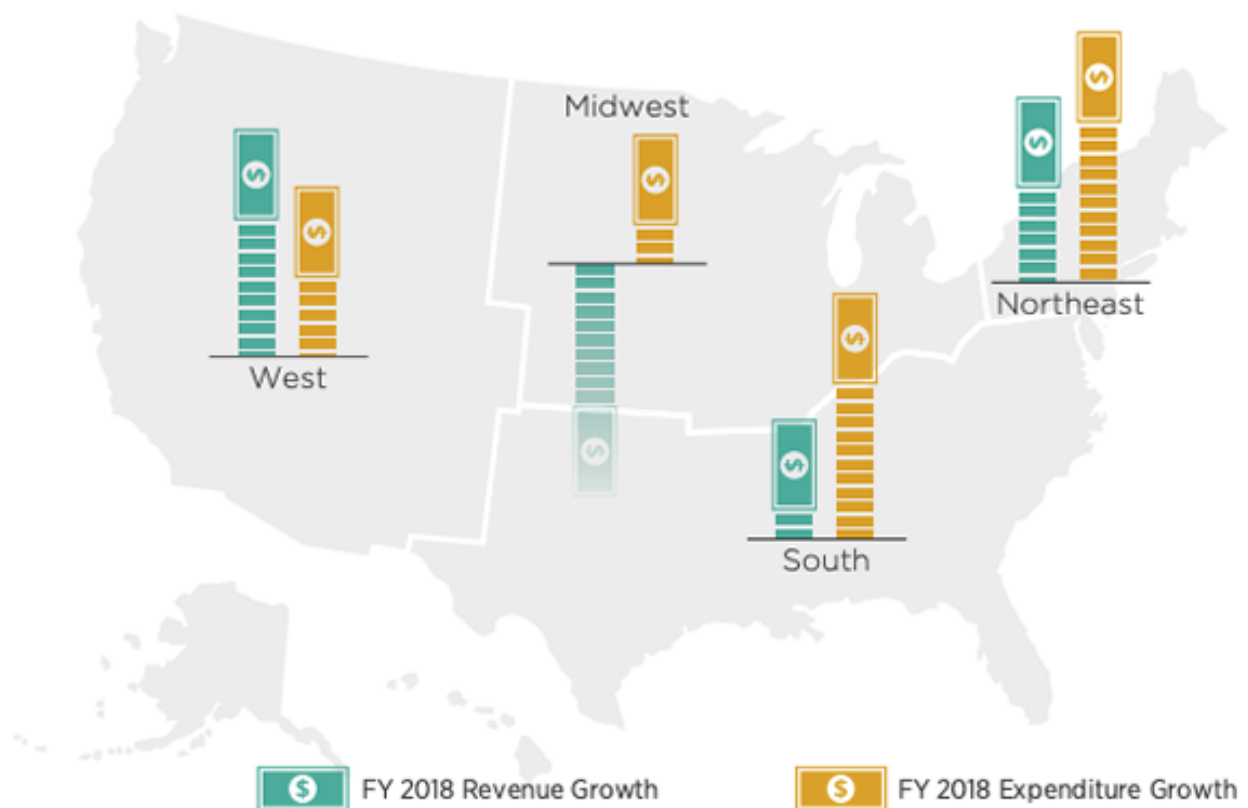 Midwest
West
Northeast
South
$ FY 2018 Revenue Growth
$ FY 2018 Expenditure Growth